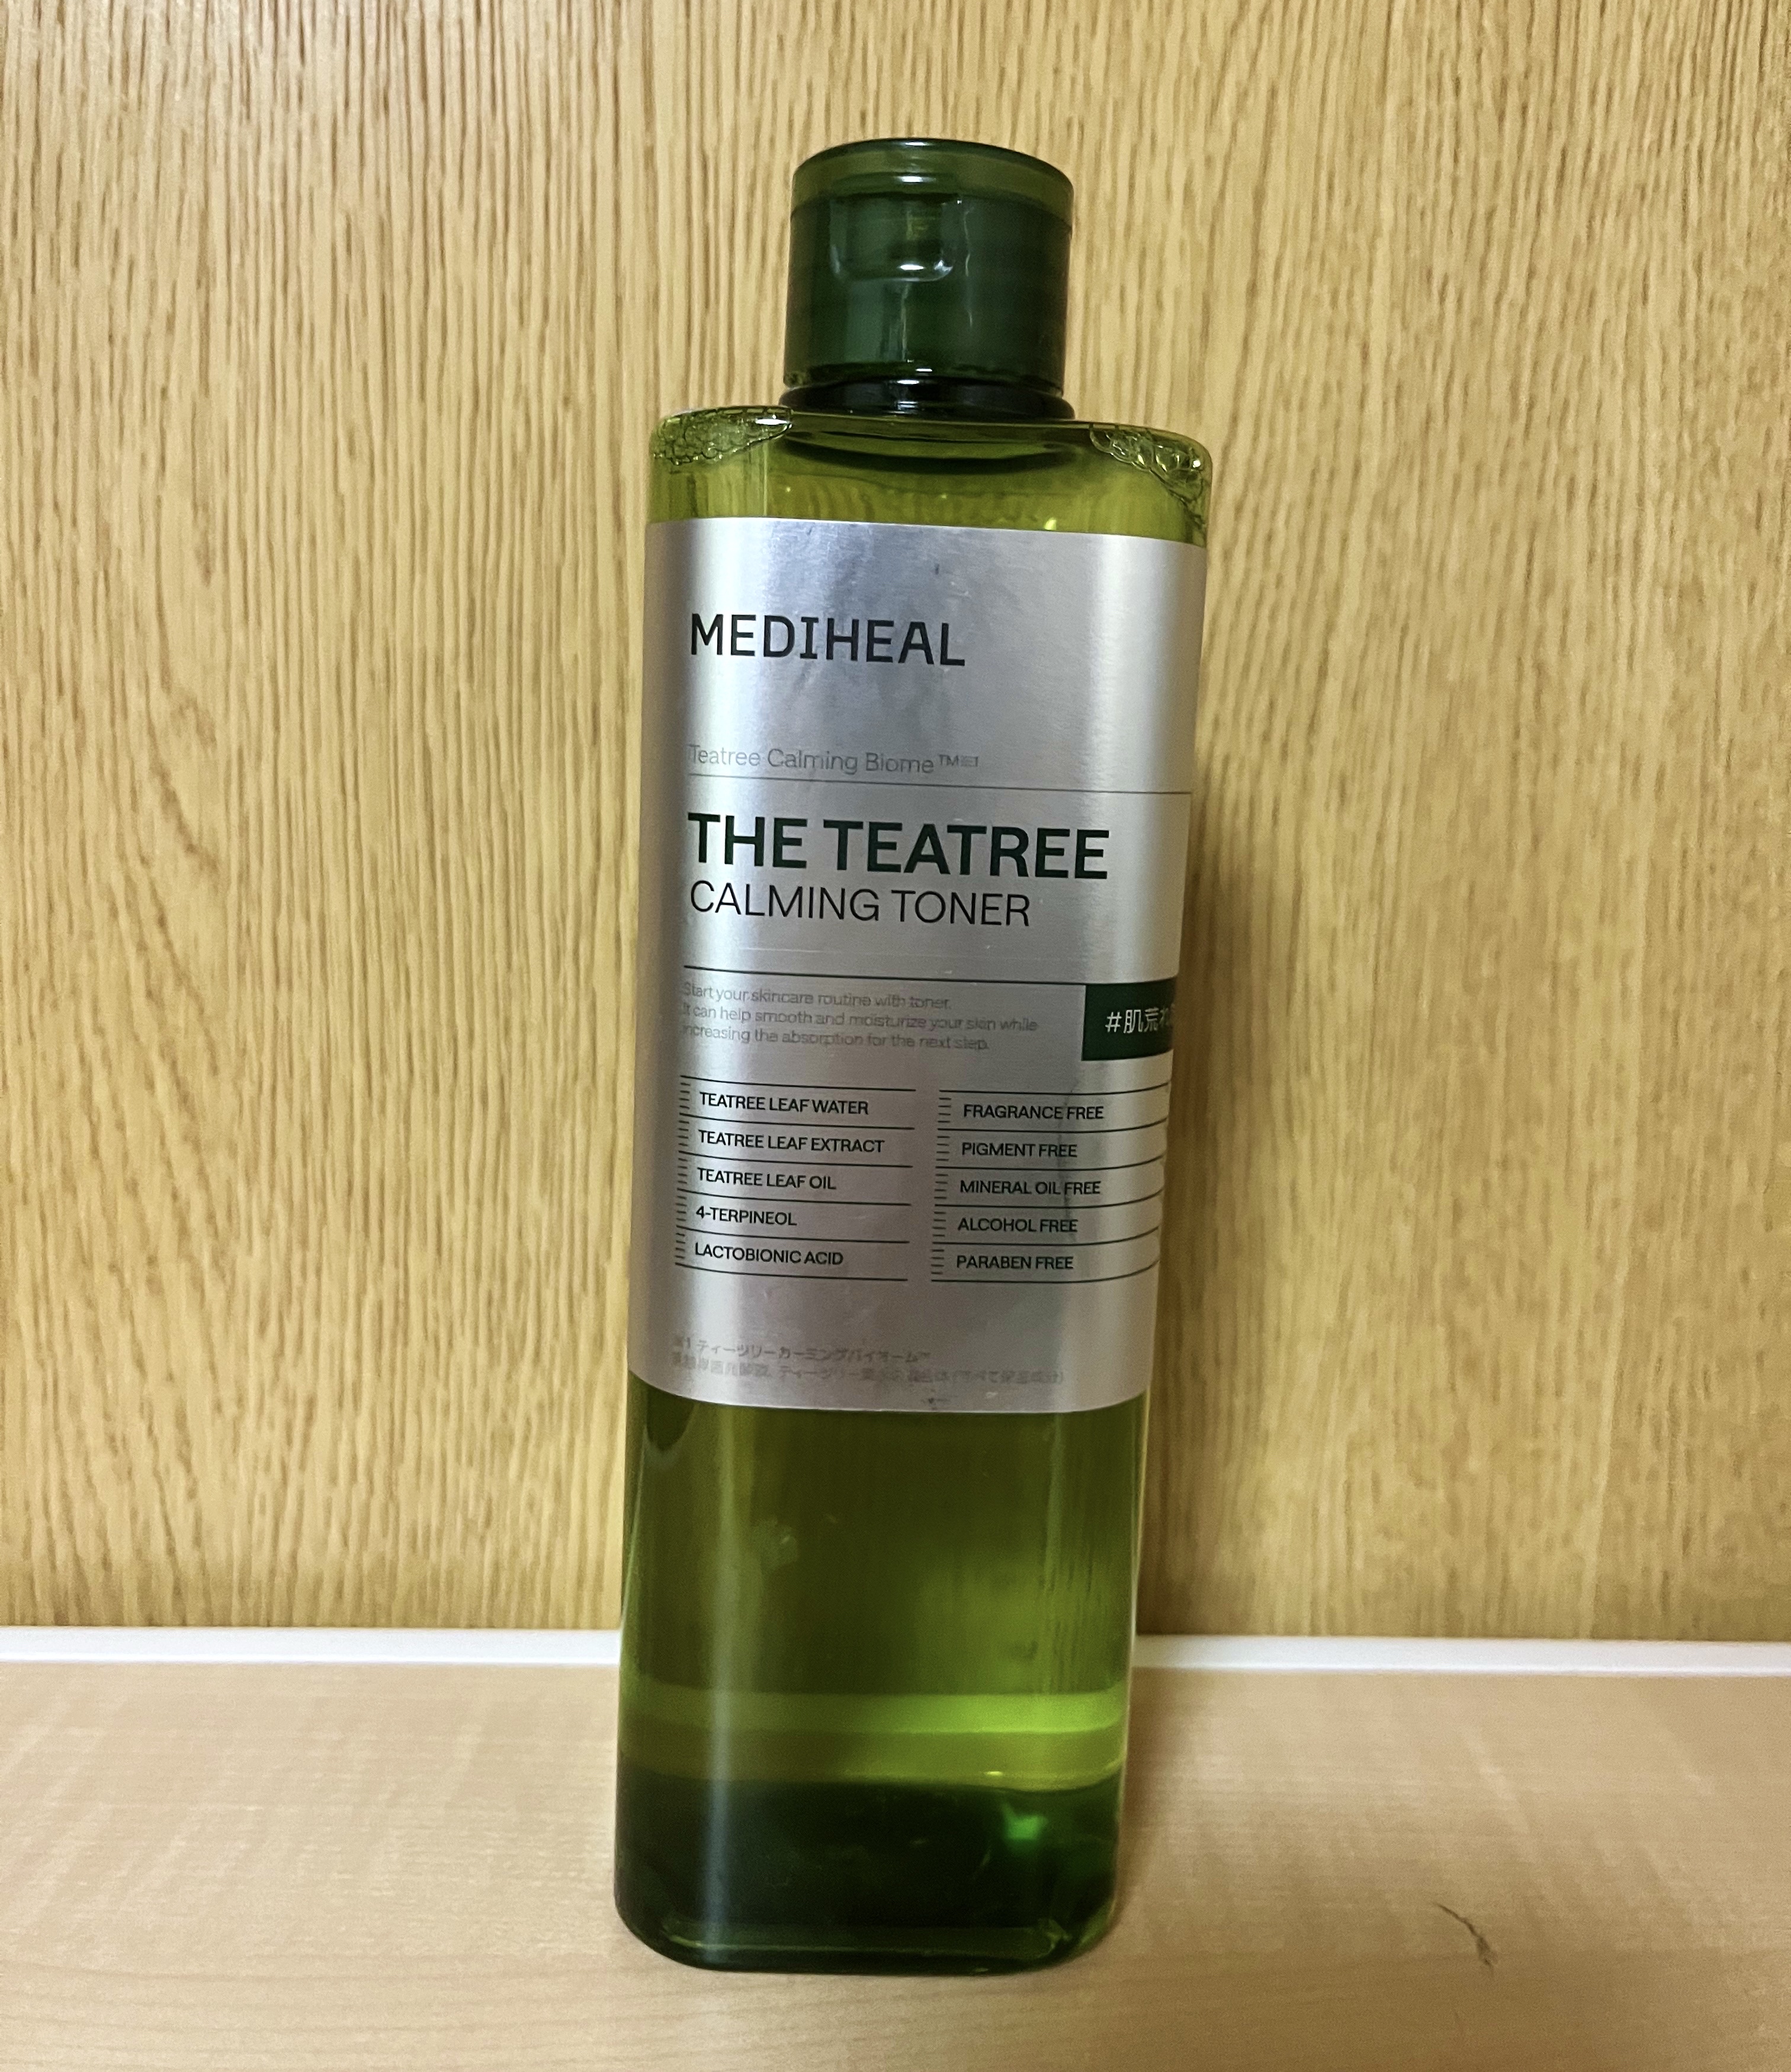 MEDIHEAL
Teatree Calming Biome™
THE TEATREE
CALMING TONER
Start your skincare routine with toner.
It can help smooth and moisturize your skin while
increasing the absorption for the next step.
#肌荒れ
TEATREE LEAF WATER
TEATREE LEAF EXTRACT
TEATREE LEAF OIL
4-TERPINEOL
LACTOBIONIC ACID
FRAGRANCE FREE
PIGMENT FREE
MINERAL OIL FREE
ALCOHOL FREE
PARABEN FREE
ティーツリーカーミングバイオーム™